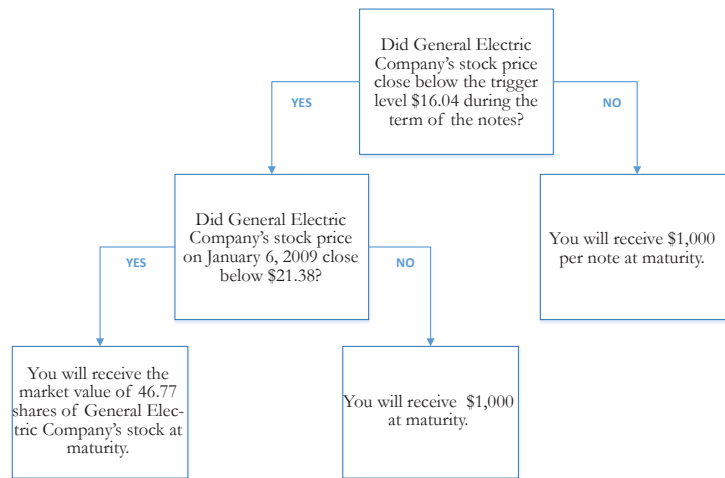 Did General Electric
Company's stock price
close below the trigger
level $16.04 during the
term of the notes?
YES
NO
Did General Electric
Company's stock price
on January 6, 2009 close
below $21.38?
You will receive $1,000
per note at maturity.
YES
NO
You will receive the
market value of 46.77
shares of General Elec-
tric Company's stock at
maturity.
You will receive $1,000
at maturity.